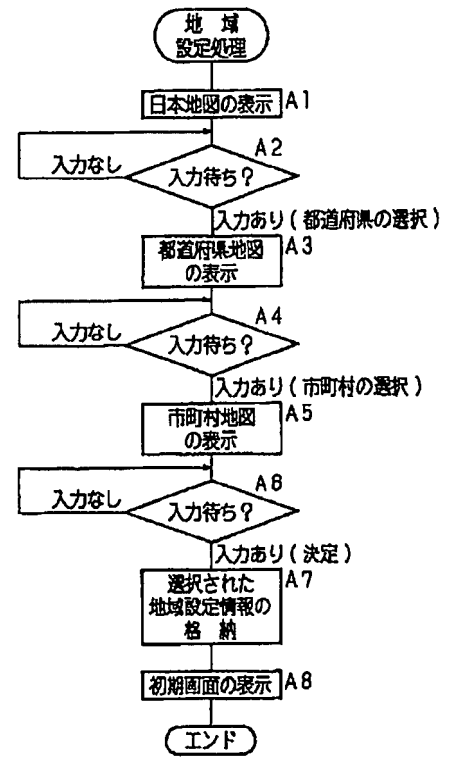 地域
設定処理
日本地図の表示 A1
A2
入力なし
入力待ち?
入力あり(都道府県の選択)
都道府県地図 A3
の表示
A4
入力なし
入力待ち?
入力あり(市町村の選択)
市町村地図 A5
の表示
A8
入力なし
入力待ち?
入力あり(決定)
選択された A7
地域設定情報の
格納
初期画面の表示 A8
エンド